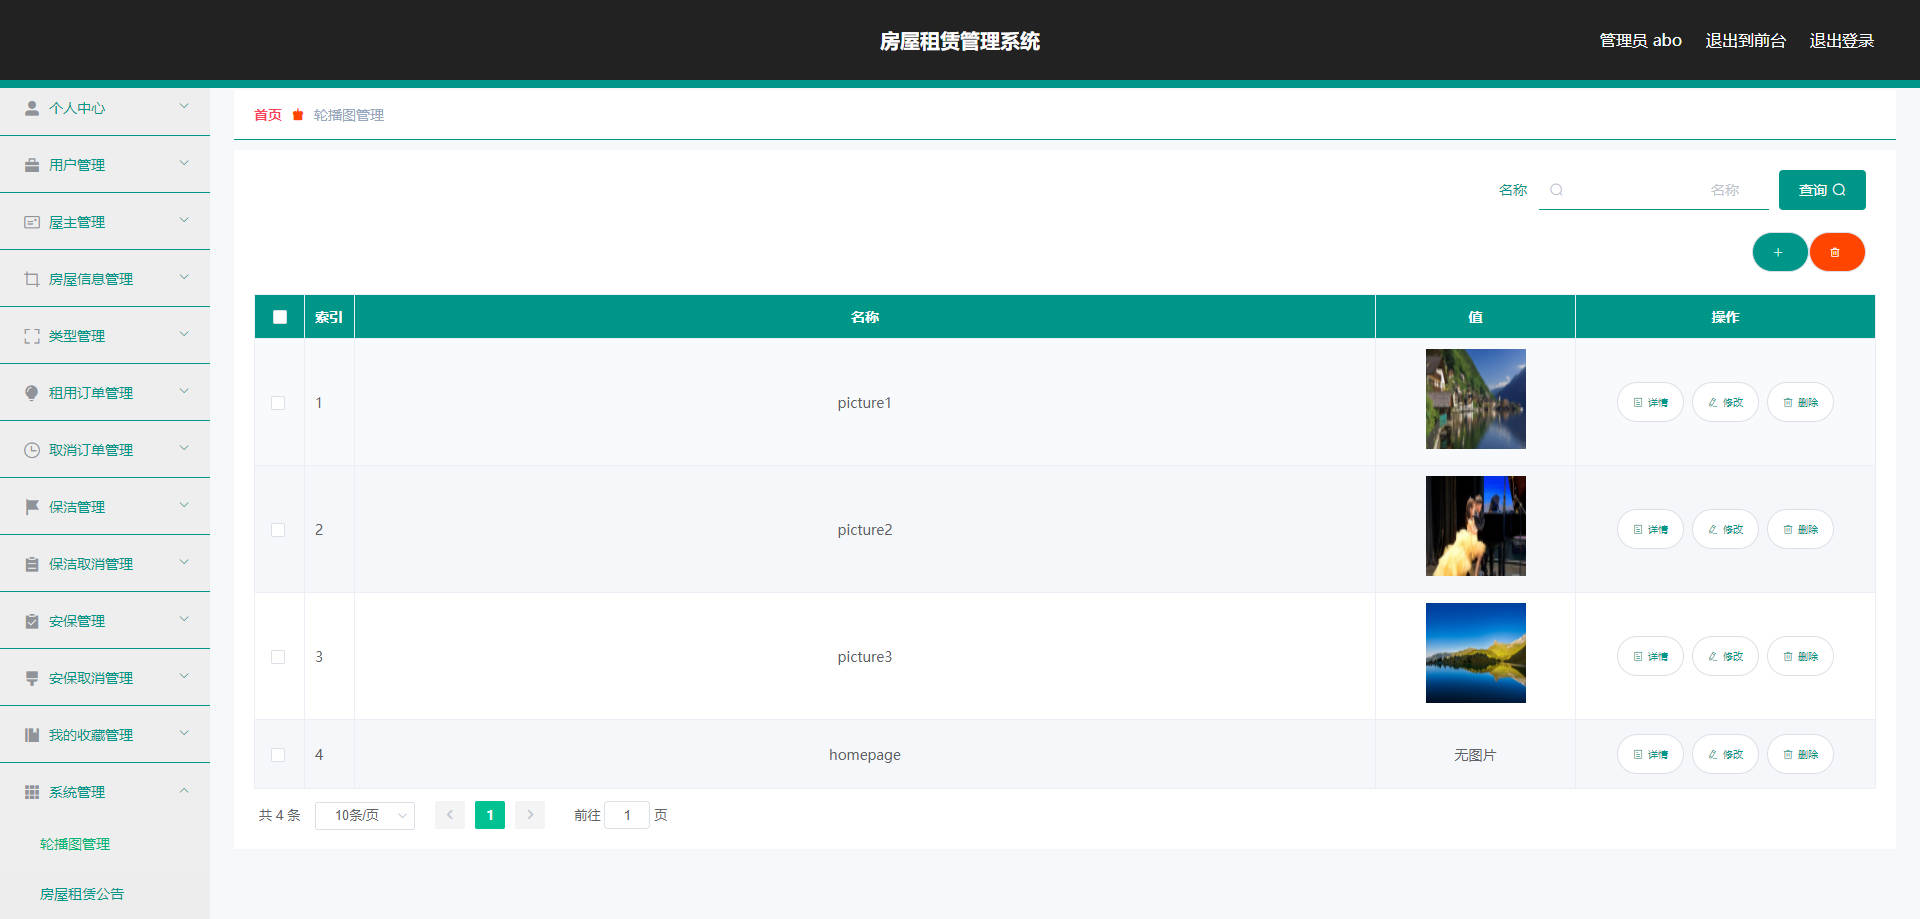 房屋租赁管理系统
管理员 abo 退出到前台 退出登录
个人中心
用户管理
屋主管理
房屋信息管理
类型管理
租用订单管理
取消订单管理
保洁管理
保洁取消管理
安保管理
安保取消管理
我的收藏管理
系统管理
轮播图管理
房屋租赁公告
首页 轮播图管理
名称 名称 查询
+
索引 名称 值 操作
1 picture1 详情 修改 删除
2 picture2 详情 修改 删除
3 picture3 详情 修改 删除
4 homepage 无图片 详情 修改 删除
共 4 条 10条/页 1 前往 1 页